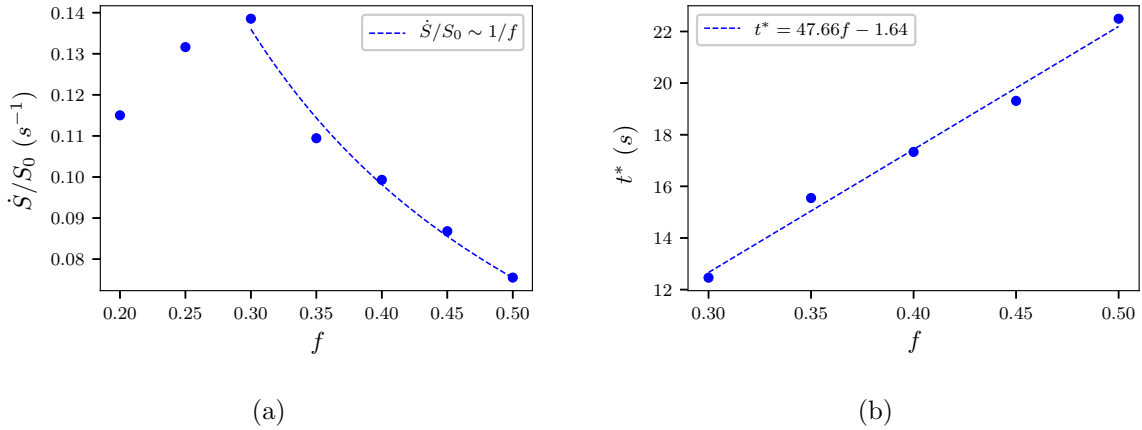 0.14
0.13
0.12
0.11
0.10
0.09
0.08
Ṡ/S₀ (s⁻¹)
0.20 0.25 0.30 0.35 0.40 0.45 0.50
f
Ṡ/S₀ ∼ 1/f
(a)
22
20
18
16
14
12
t* (s)
0.30 0.35 0.40 0.45 0.50
f
t* = 47.66f − 1.64
(b)